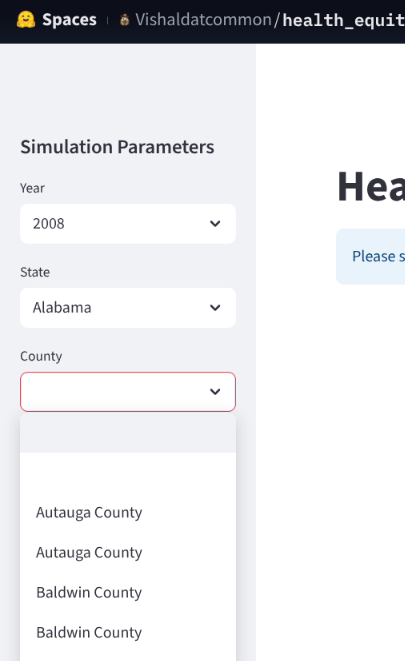 Spaces Vishaldatcommon/health_equit
Simulation Parameters
Year
2008
State
Alabama
County
Autauga County
Autauga County
Baldwin County
Baldwin County
Hea
Please s